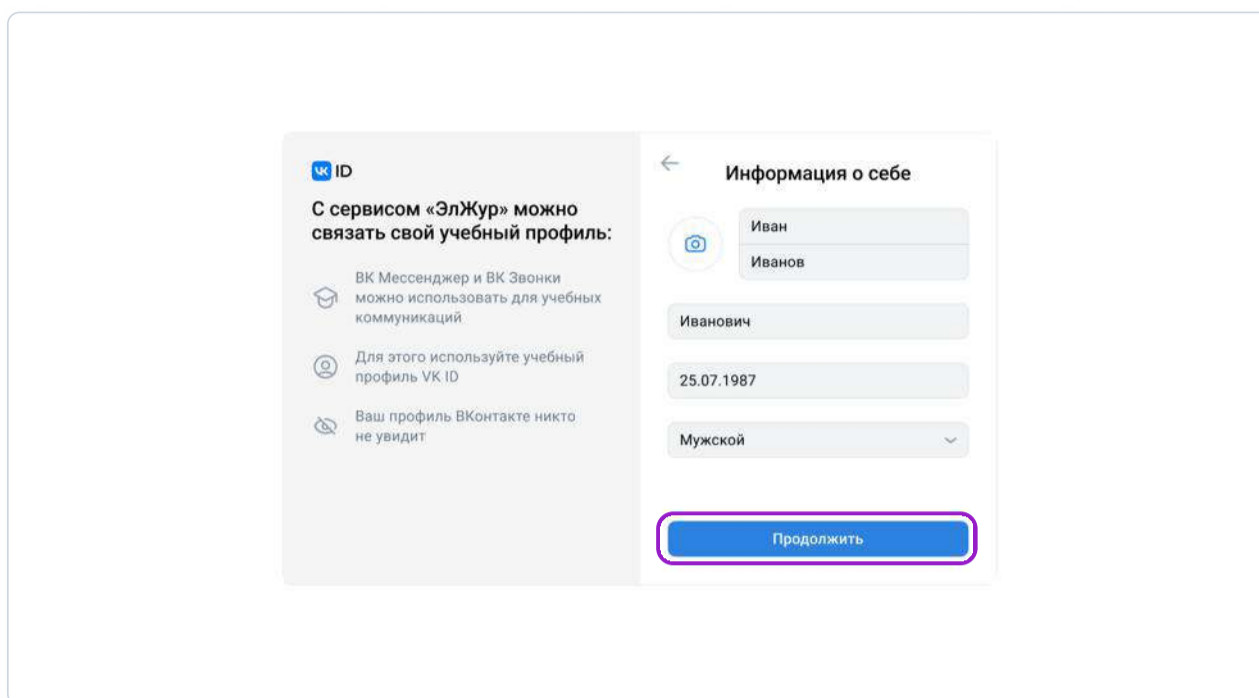 VK ID
С сервисом «ЭлЖур» можно
связать свой учебный профиль:
ВК Мессенджер и ВК Звонки
можно использовать для учебных
коммуникаций
Для этого используйте учебный
профиль VK ID
Ваш профиль ВКонтакте никто
не увидит
Информация о себе
Иван
Иванов
Иванович
25.07.1987
Мужской
Продолжить